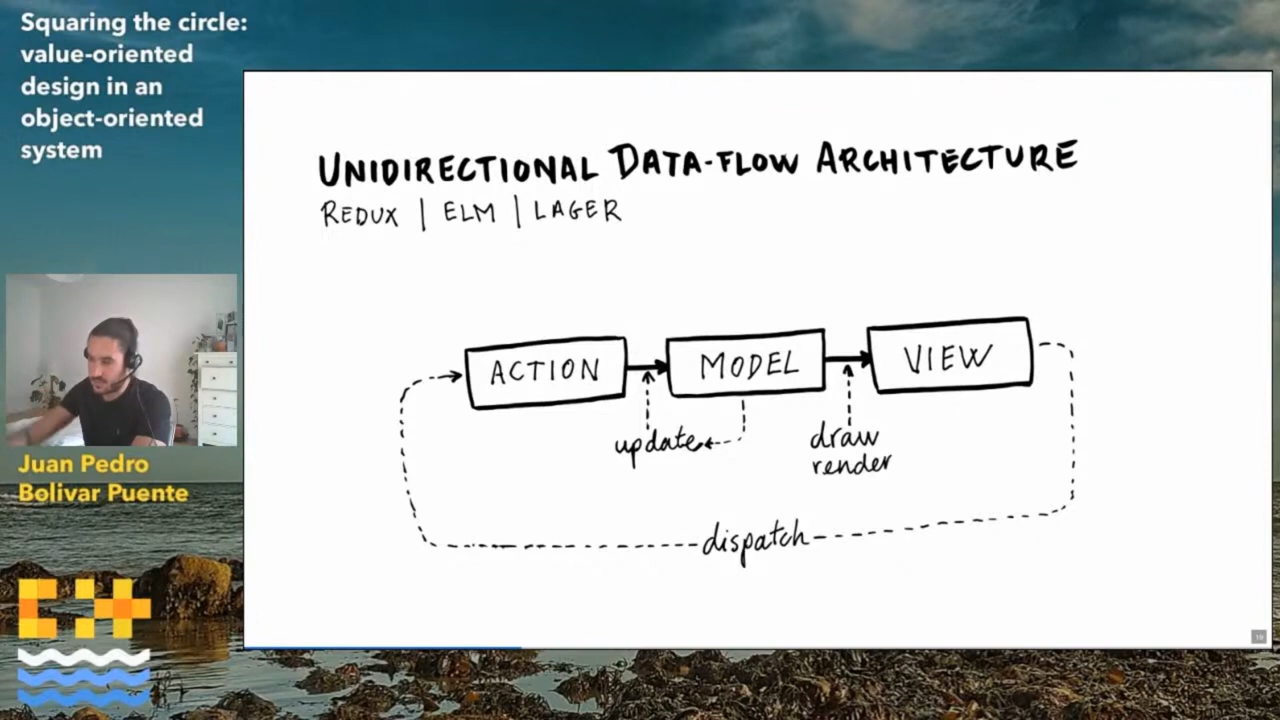 Squaring the circle:
value-oriented
design in an
object-oriented
system
UNIDIRECTIONAL DATA-FLOW ARCHITECTURE
REDUX | ELM | LAGER
ACTION
MODEL
VIEW
update
draw
render
dispatch
Juan Pedro
Bolivar Puente
C++
19